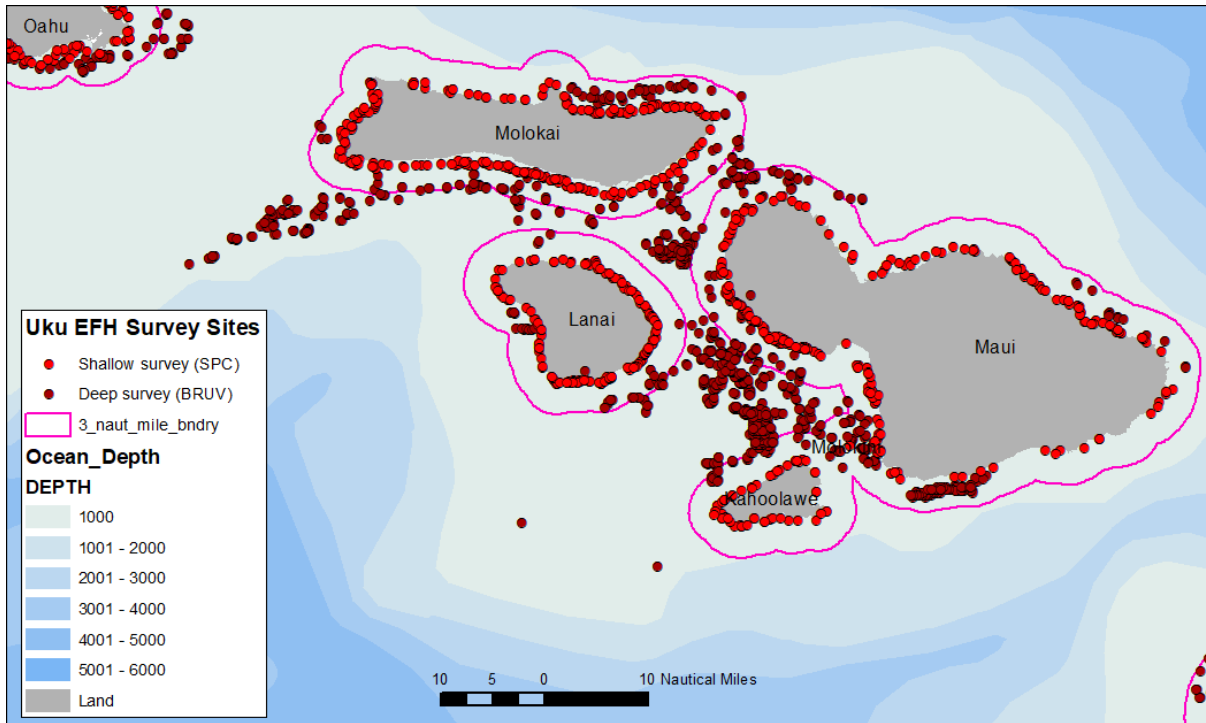 Oahu
Molokai
Lanai
Maui
Kahoolawe
Uku EFH Survey Sites
Shallow survey (SPC)
Deep survey (BRUV)
3_naut_mile_bndry
Ocean_Depth
DEPTH
1000
1001 - 2000
2001 - 3000
3001 - 4000
4001 - 5000
5001 - 6000
Land
10 5 0 10 Nautical Miles